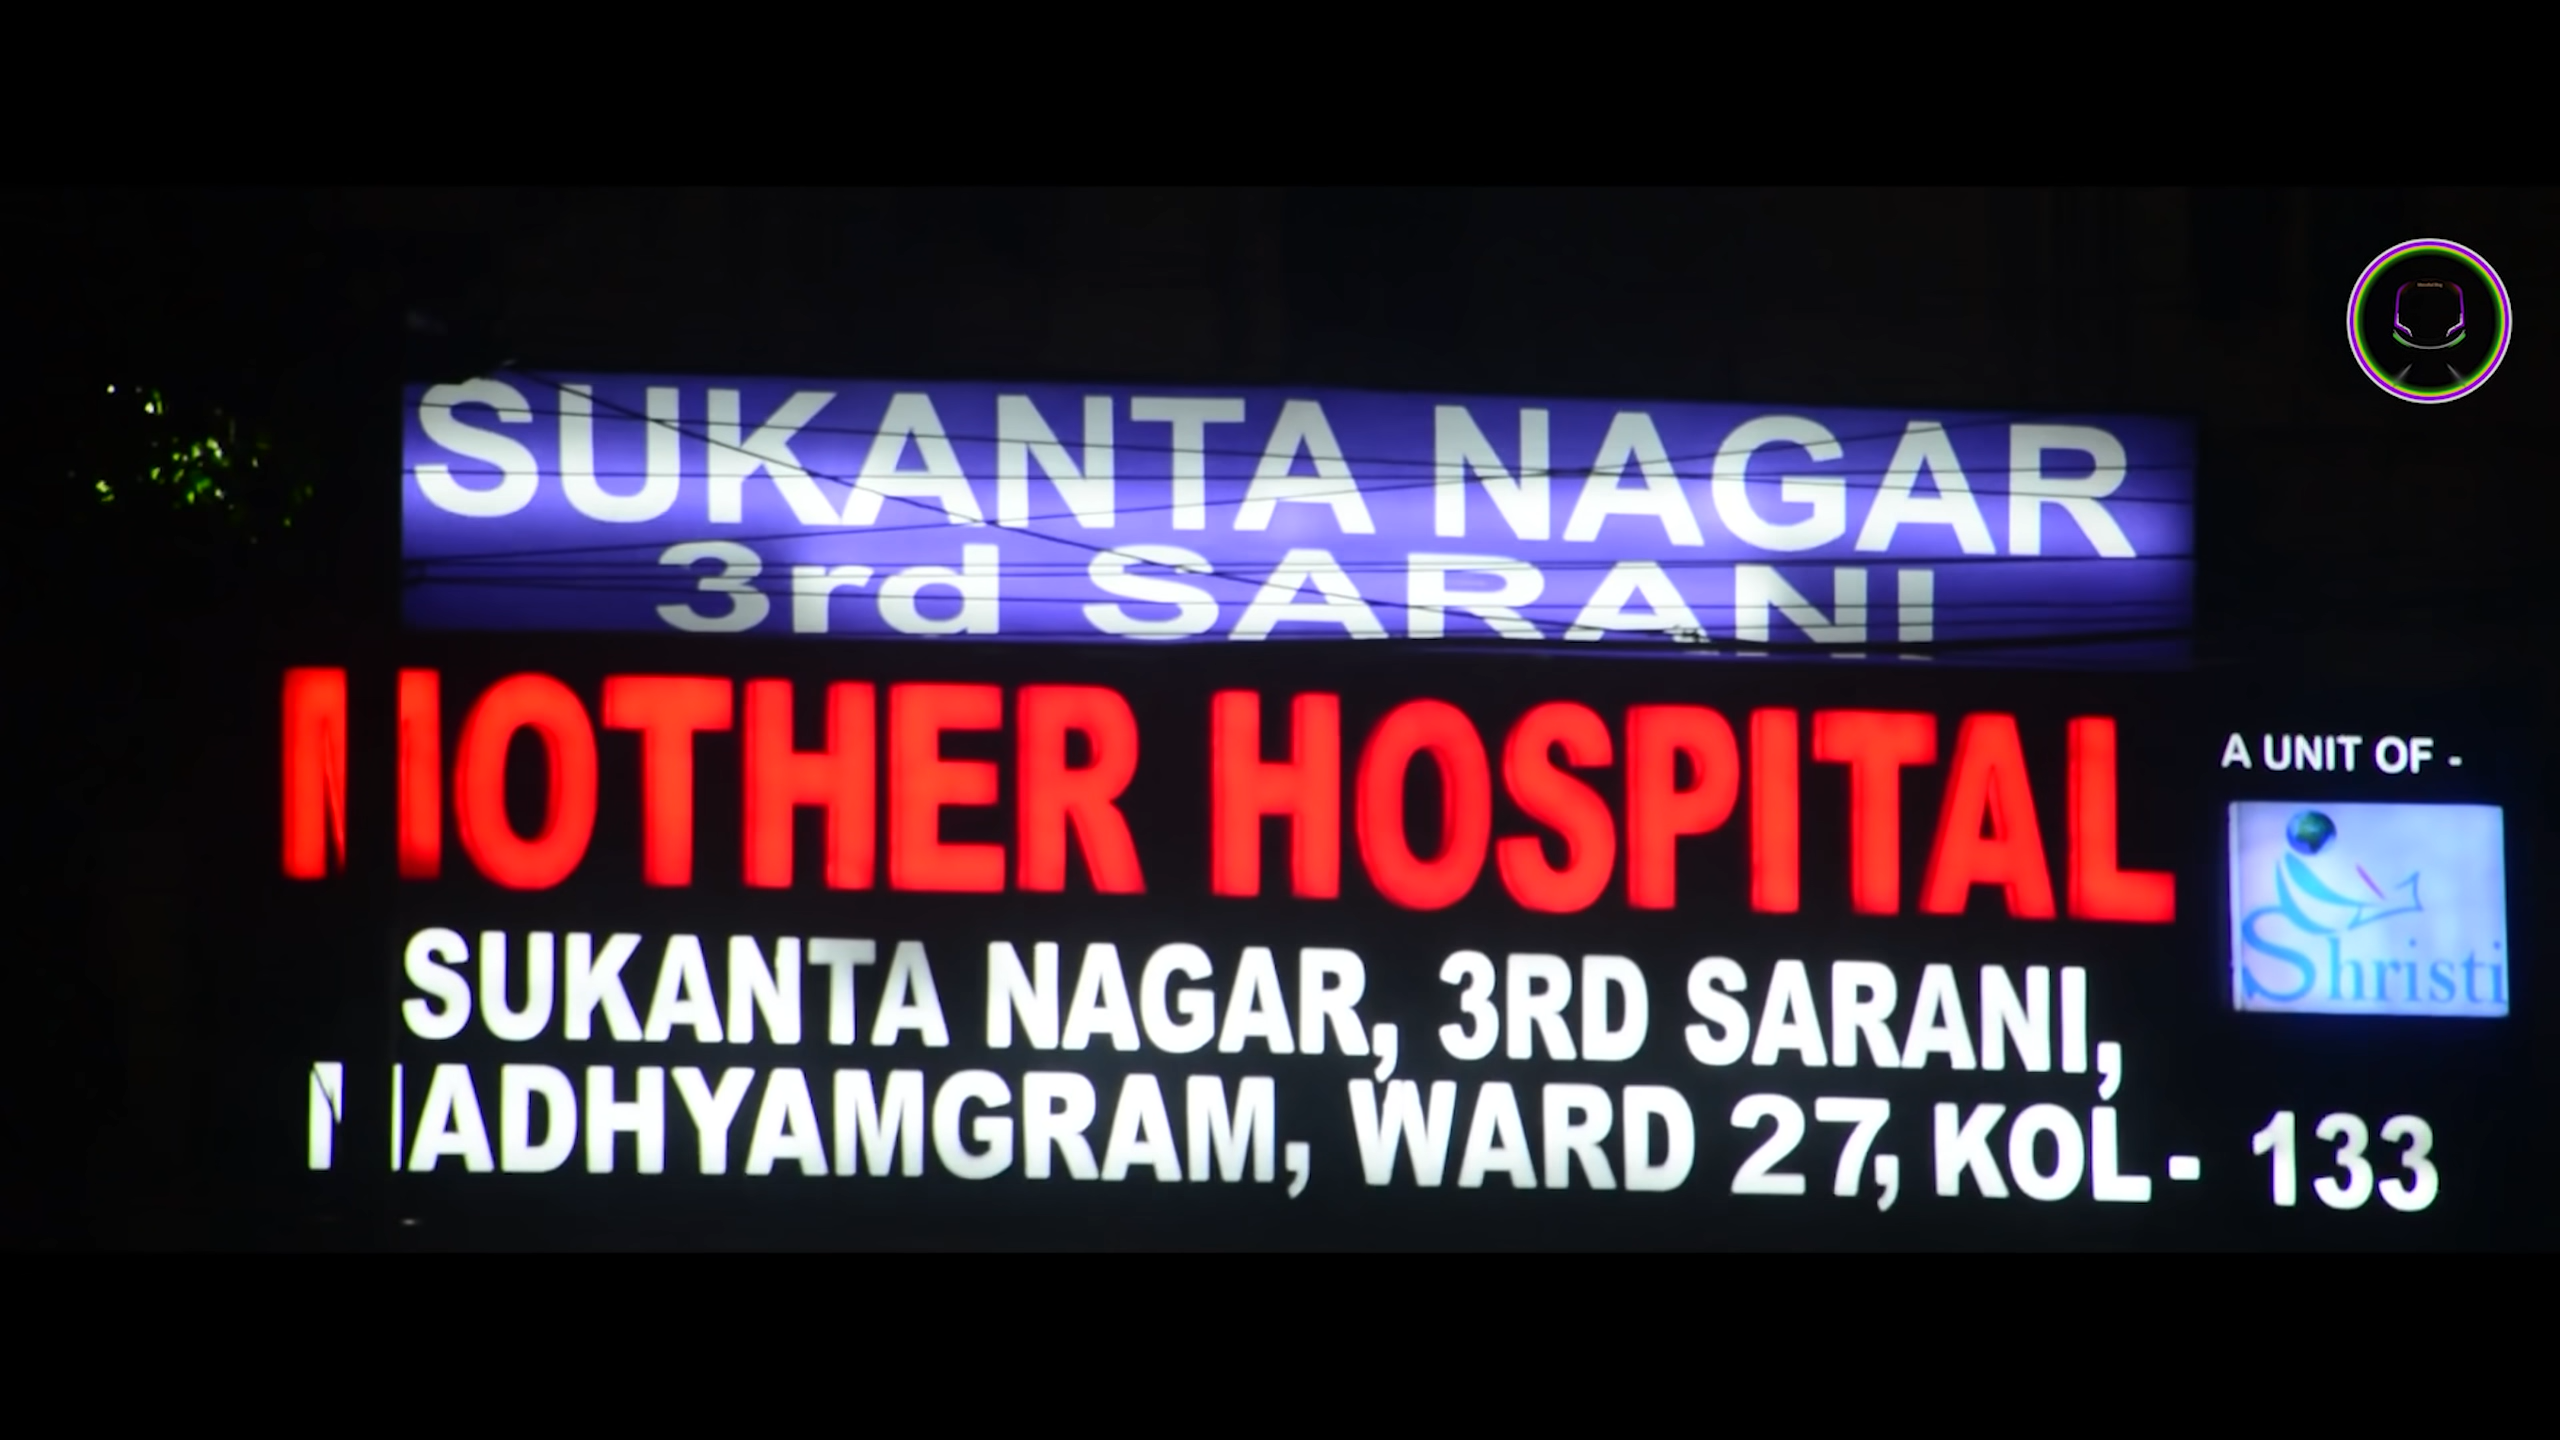 SUKANTA NAGAR
3rd SARANI
MOTHER HOSPITAL
A UNIT OF -
Shristi
SUKANTA NAGAR, 3RD SARANI,
MADHYAMGRAM, WARD 27, KOL- 133